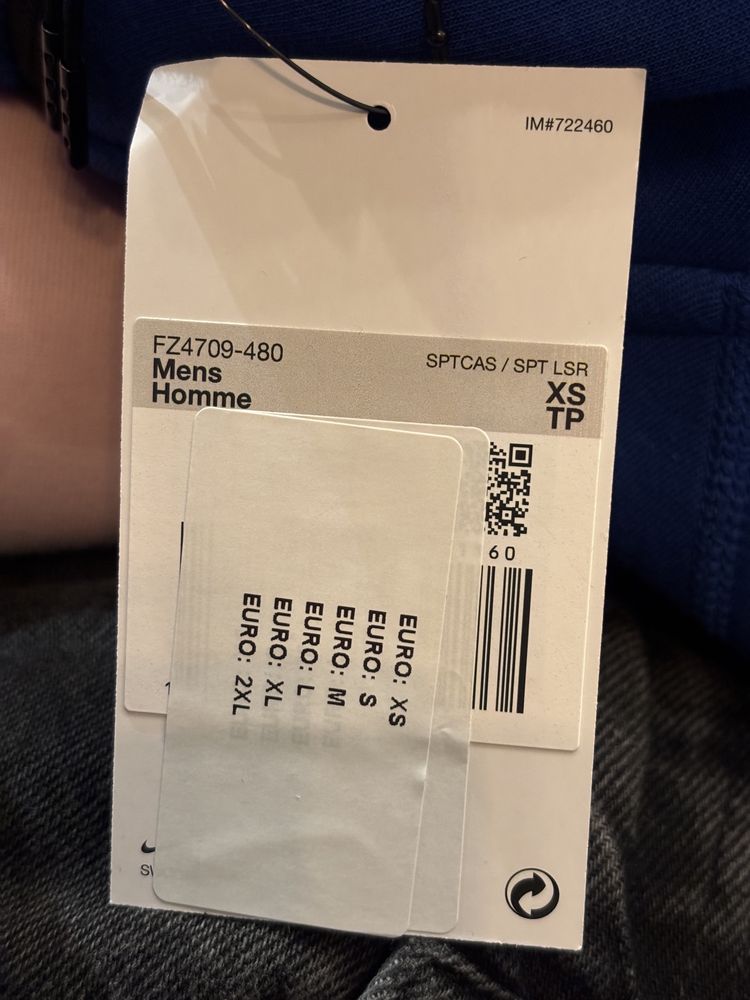 IM#722460
FZ4709-480
SPTCAS / SPT LSR
Mens
XS
Homme
TP
60
EURO: XS
EURO: S
EURO: M
EURO: L
EURO: XL
EURO: 2XL